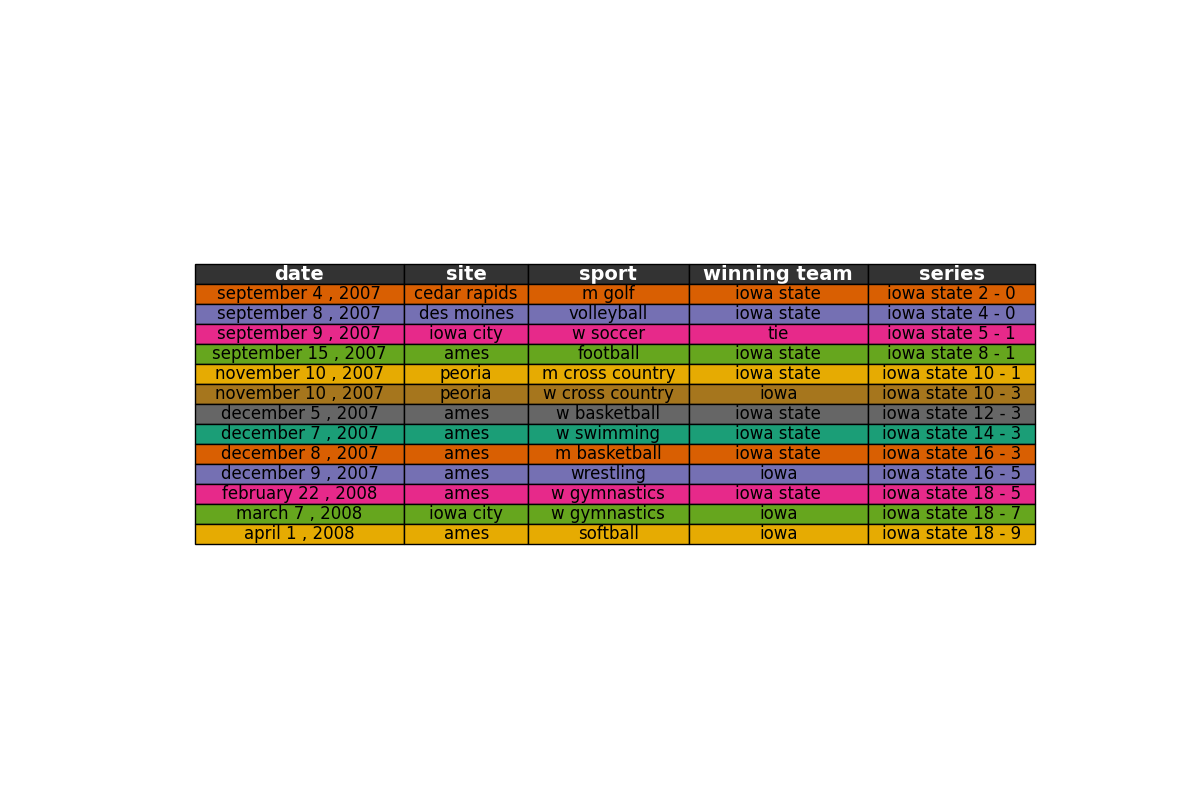 date site sport winning team series
september 4 , 2007 cedar rapids m golf iowa state iowa state 2 - 0
september 8 , 2007 des moines volleyball iowa state iowa state 4 - 0
september 9 , 2007 iowa city w soccer tie iowa state 5 - 1
september 15 , 2007 ames football iowa state iowa state 8 - 1
november 10 , 2007 peoria m cross country iowa state iowa state 10 - 1
november 10 , 2007 peoria w cross country iowa iowa state 10 - 3
december 5 , 2007 ames w basketball iowa state iowa state 12 - 3
december 7 , 2007 ames w swimming iowa state iowa state 14 - 3
december 8 , 2007 ames m basketball iowa state iowa state 16 - 3
december 9 , 2007 ames wrestling iowa iowa state 16 - 5
february 22 , 2008 ames w gymnastics iowa state iowa state 18 - 5
march 7 , 2008 iowa city w gymnastics iowa iowa state 18 - 7
april 1 , 2008 ames softball iowa iowa state 18 - 9